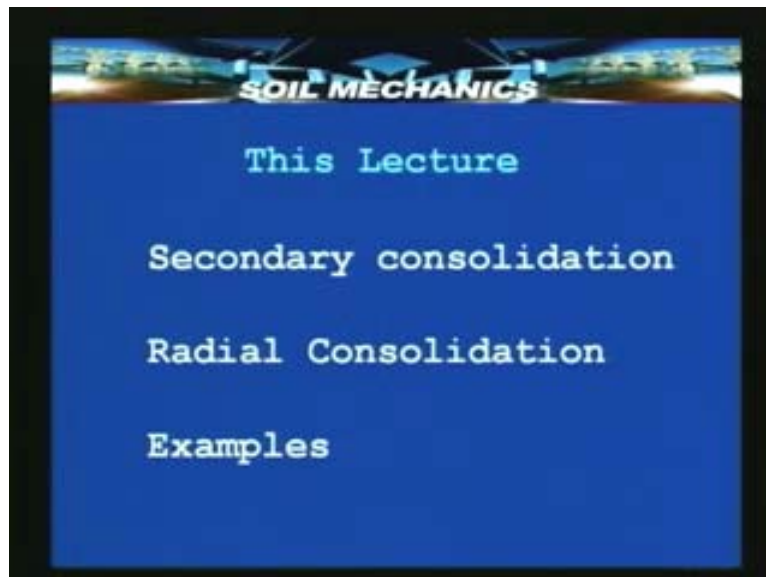 SOIL MECHANICS
This Lecture
Secondary consolidation
Radial Consolidation
Examples